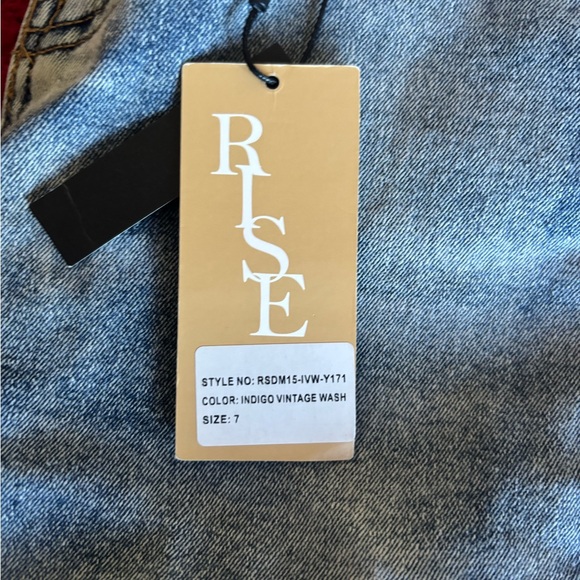 RISE
STYLE NO: RSDM15-IVW-Y171
COLOR: INDIGO VINTAGE WASH
SIZE: 7